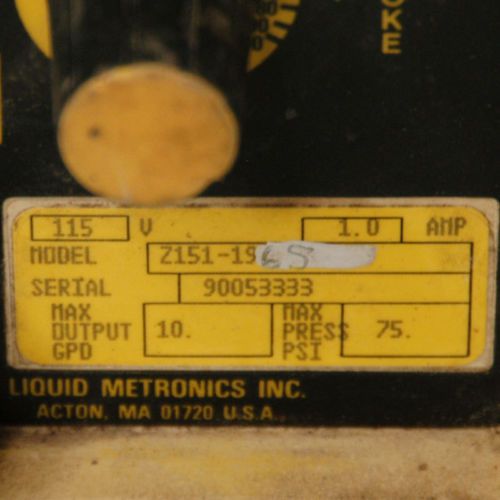 OKE
115 V 1.0 AMP
MODEL Z151-196S
SERIAL 90053333
MAX OUTPUT GPD 10. MAX PRESS PSI 75.
LIQUID METRONICS INC.
ACTON, MA 01720 U.S.A.